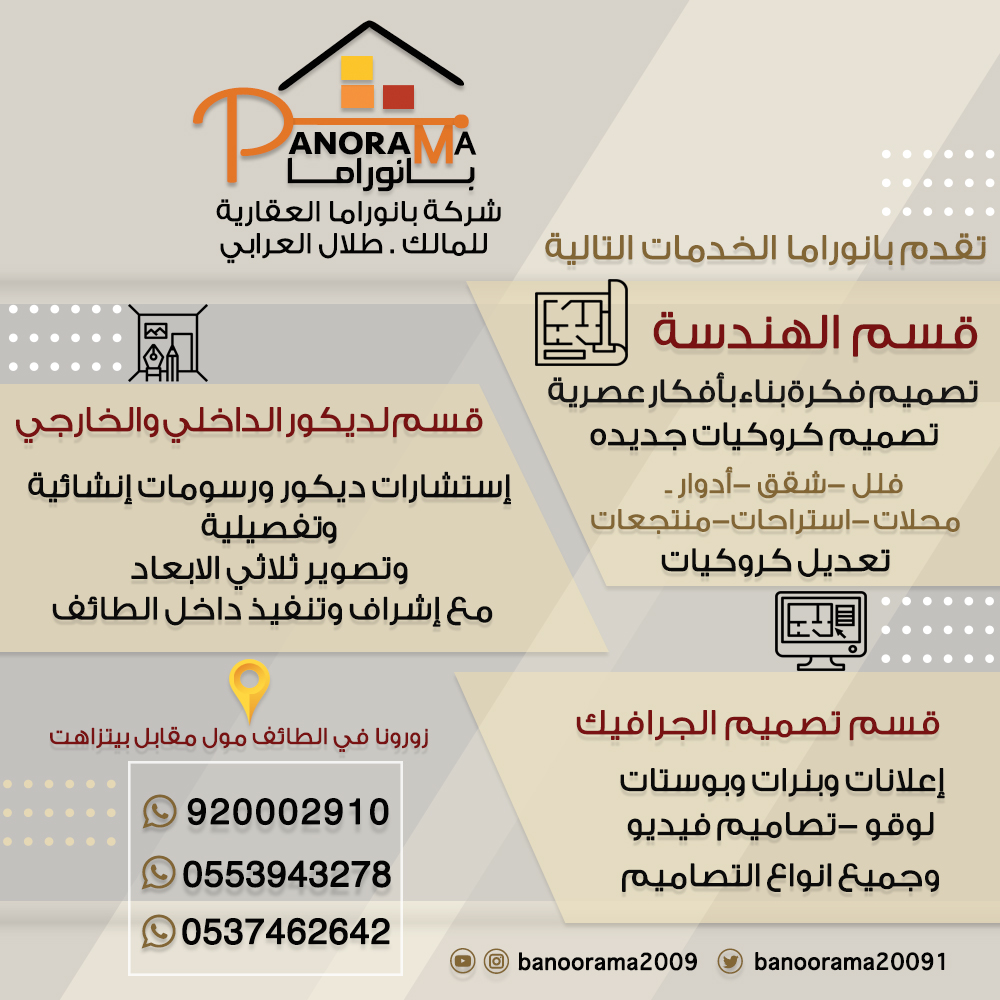 PANORAMA
بـــانوراما
شركة بانوراما العقارية
للمالك . طلال العرابي
تقدم بانوراما الخدمات التالية
قسم الهندسة
تصميم فكرة بناء بأفكار عصرية
تصميم كروكيات جديده
فلل -شقق -أدوار -
محلات-استراحات-منتجعات
تعديل كروكيات
قسم لديكور الداخلي والخارجي
إستشارات ديكور ورسومات إنشائية
وتفصيلية
وتصوير ثلاثي الابعاد
مع إشراف وتنفيذ داخل الطائف
قسم تصميم الجرافيك
إعلانات وبنرات وبوستات
لوقو -تصاميم فيديو
وجميع انواع التصاميم
زورونا في الطائف مول مقابل بيتزاهت
920002910
0553943278
0537462642
banoorama2009
banoorama20091